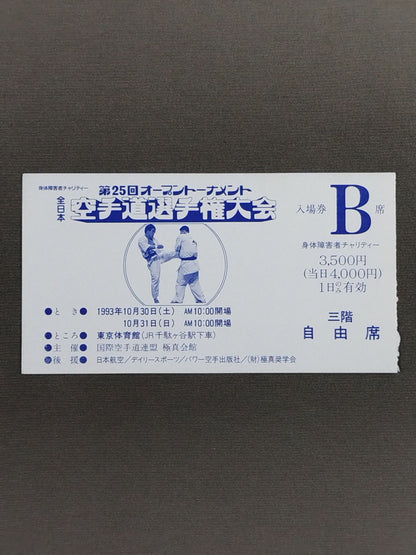 身体障害者チャリティー
第25回オープントーナメント
全日本
空手道選手権大会
●とき● 1993年10月30日(土) AM10:00開場
10月31日(日) AM10:00開場
●ところ● 東京体育館(JR千駄ヶ谷駅下車)
●主催● 国際空手道連盟 極真会館
●後援● 日本航空/デイリースポーツ/パワー空手出版社/(財)極真奨学会
入場券 B 席
身体障害者チャリティー
3,500円
(当日4,000円)
1日のみ有効
三階
自由席